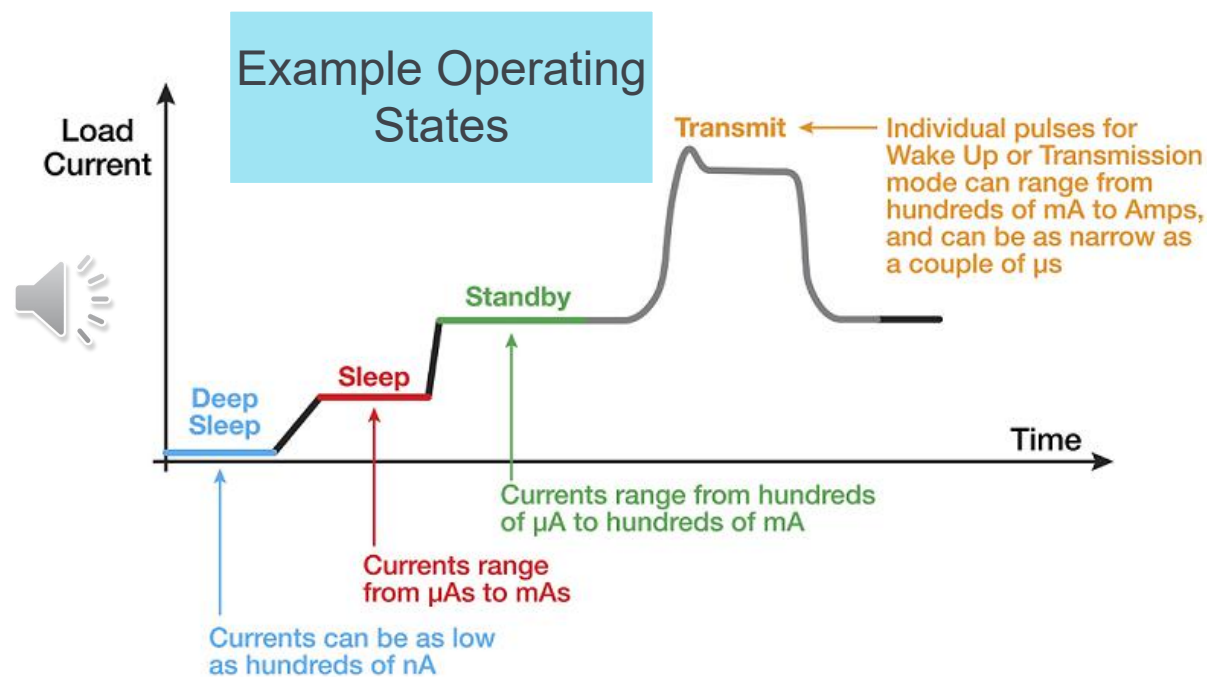 Example Operating
States
Load
Current
Transmit
Individual pulses for
Wake Up or Transmission
mode can range from
hundreds of mA to Amps,
and can be as narrow as
a couple of µs
Standby
Sleep
Deep
Sleep
Time
Currents range from hundreds
of µA to hundreds of mA
Currents range
from µAs to mAs
Currents can be as low
as hundreds of nA